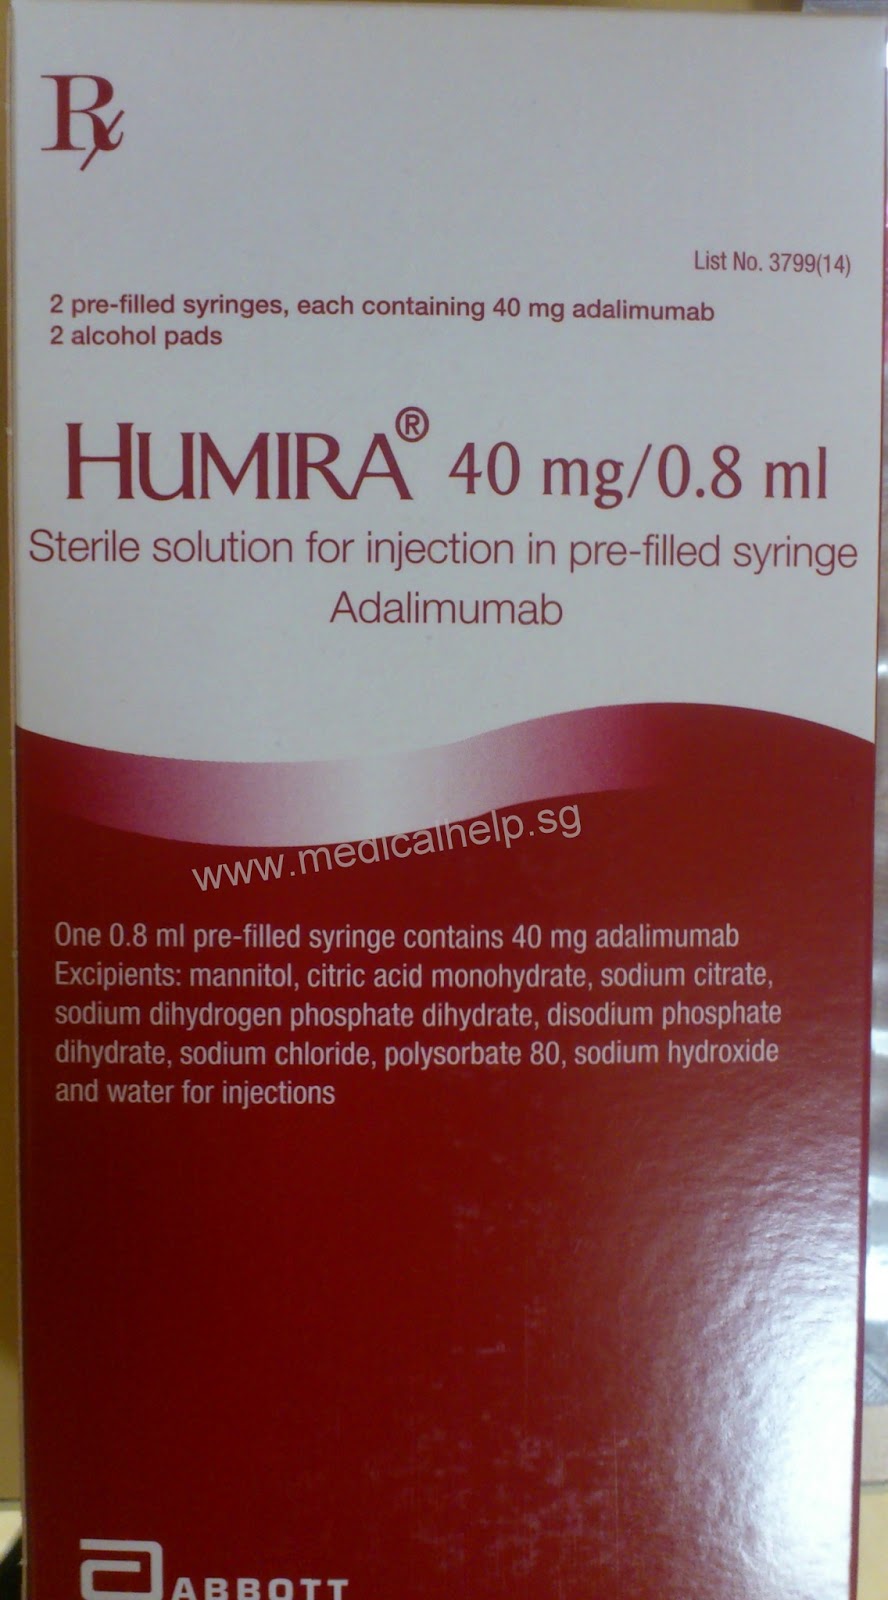 Rx
List No. 3799(14)
2 pre-filled syringes, each containing 40 mg adalimumab
2 alcohol pads
HUMIRA® 40 mg/0.8 ml
Sterile solution for injection in pre-filled syringe
Adalimumab
www.medicalhelp.sg
One 0.8 ml pre-filled syringe contains 40 mg adalimumab
Excipients: mannitol, citric acid monohydrate, sodium citrate,
sodium dihydrogen phosphate dihydrate, disodium phosphate
dihydrate, sodium chloride, polysorbate 80, sodium hydroxide
and water for injections
ABBOTT